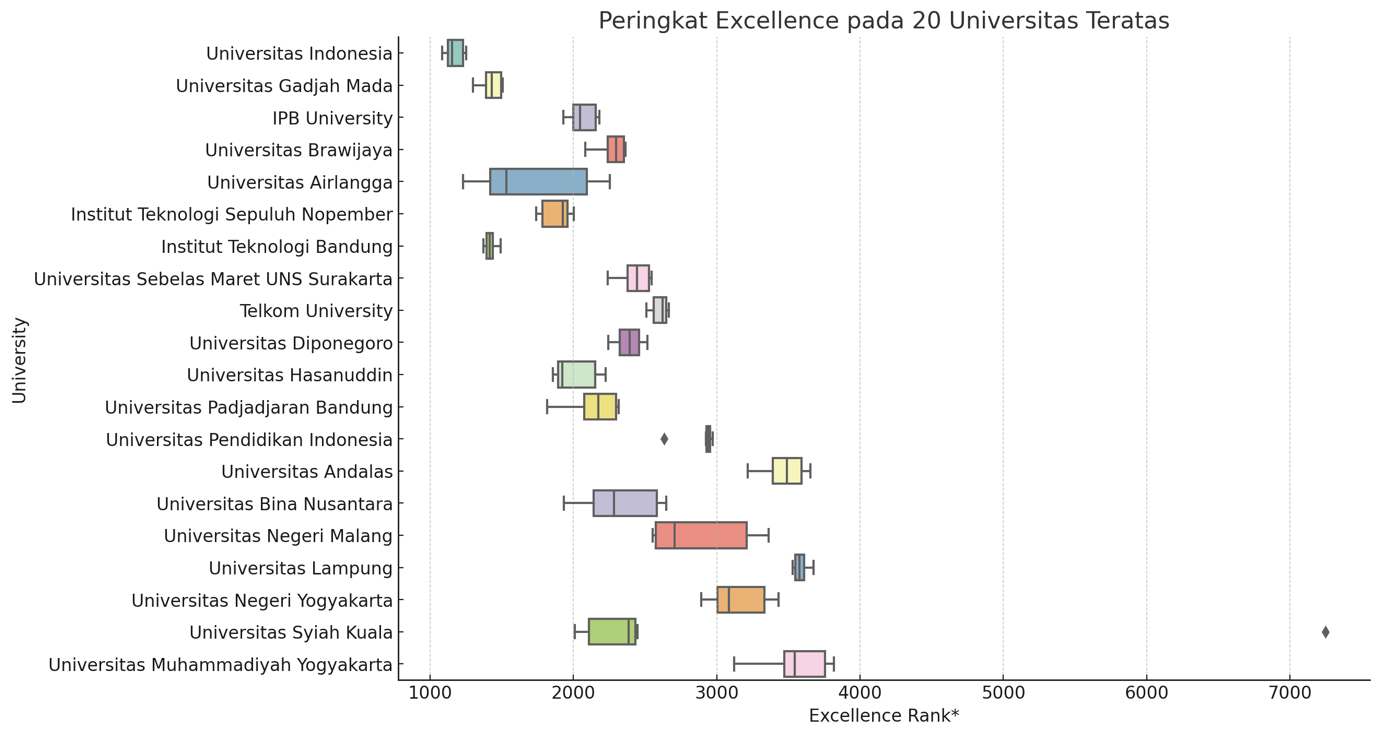 Peringkat Excellence pada 20 Universitas Teratas
University
Universitas Indonesia
Universitas Gadjah Mada
IPB University
Universitas Brawijaya
Universitas Airlangga
Institut Teknologi Sepuluh Nopember
Institut Teknologi Bandung
Universitas Sebelas Maret UNS Surakarta
Telkom University
Universitas Diponegoro
Universitas Hasanuddin
Universitas Padjadjaran Bandung
Universitas Pendidikan Indonesia
Universitas Andalas
Universitas Bina Nusantara
Universitas Negeri Malang
Universitas Lampung
Universitas Negeri Yogyakarta
Universitas Syiah Kuala
Universitas Muhammadiyah Yogyakarta
1000 2000 3000 4000 5000 6000 7000
Excellence Rank*